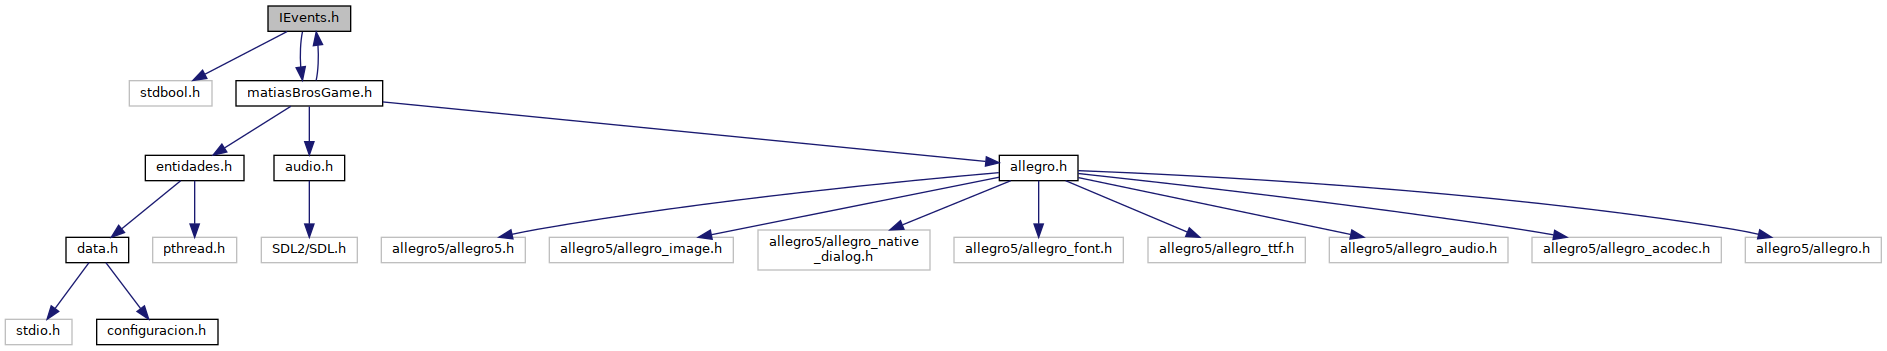 IEvents.h
stdbool.h
matiasBrosGame.h
entidades.h
audio.h
allegro.h
data.h
pthread.h
SDL2/SDL.h
allegro5/allegro5.h
allegro5/allegro_image.h
allegro5/allegro_native
_dialog.h
allegro5/allegro_font.h
allegro5/allegro_ttf.h
allegro5/allegro_audio.h
allegro5/allegro_acodec.h
allegro5/allegro.h
stdio.h
configuracion.h